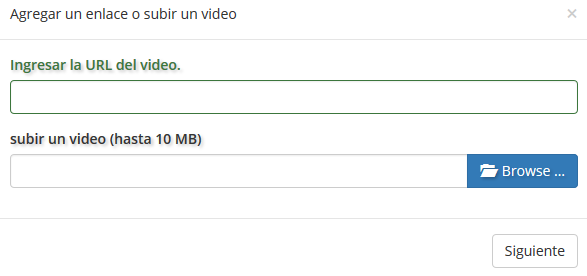 Agregar un enlace o subir un video ×
Ingresar la URL del video.
subir un video (hasta 10 MB)
Browse ...
Siguiente